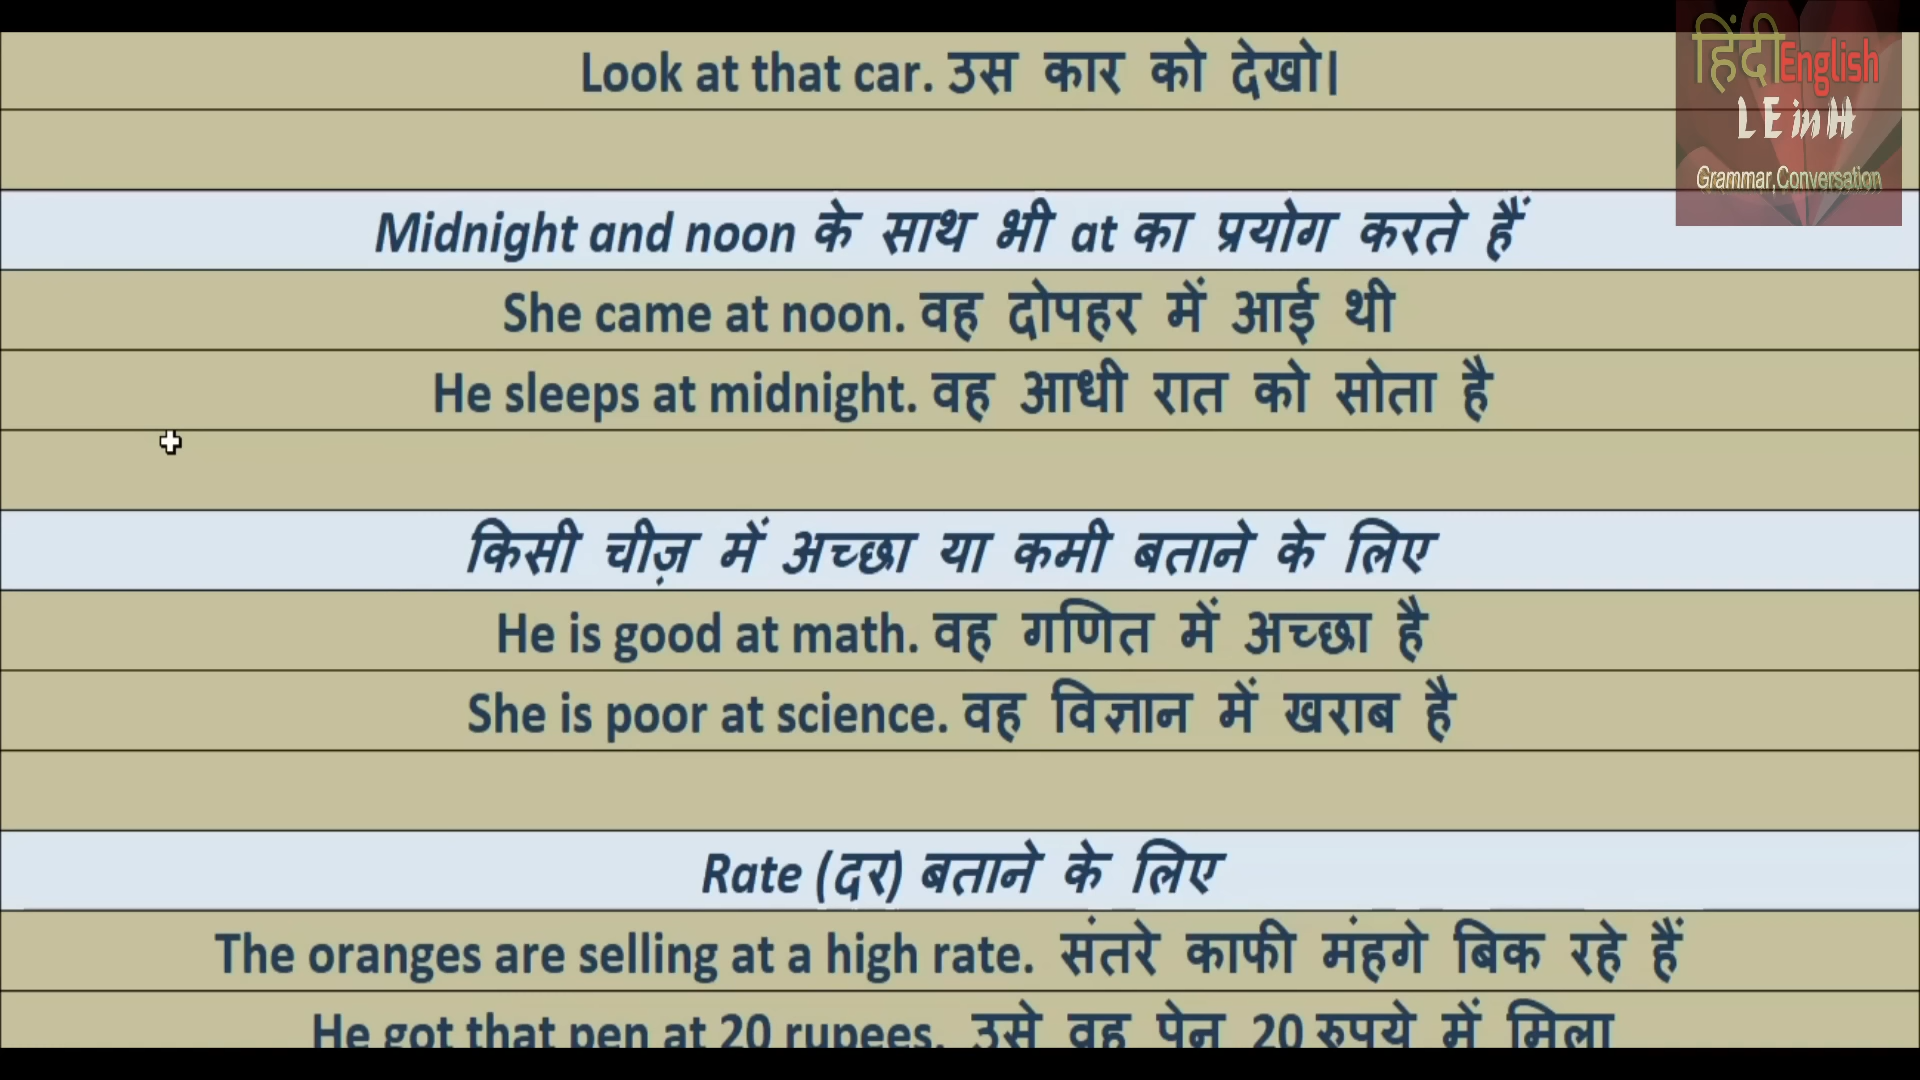 Look at that car. उस कार को देखो।
हिंदी English
L E in H
Grammar,Conversation
Midnight and noon के साथ भी at का प्रयोग करते हैं
She came at noon. वह दोपहर में आई थी
He sleeps at midnight. वह आधी रात को सोता है
किसी चीज़ में अच्छा या कमी बताने के लिए
He is good at math. वह गणित में अच्छा है
She is poor at science. वह विज्ञान में खराब है
Rate (दर) बताने के लिए
The oranges are selling at a high rate. संतरे काफी मंहगे बिक रहे हैं
He got that pen at 20 rupees. उसे वह पेन 20 रुपये में मिला